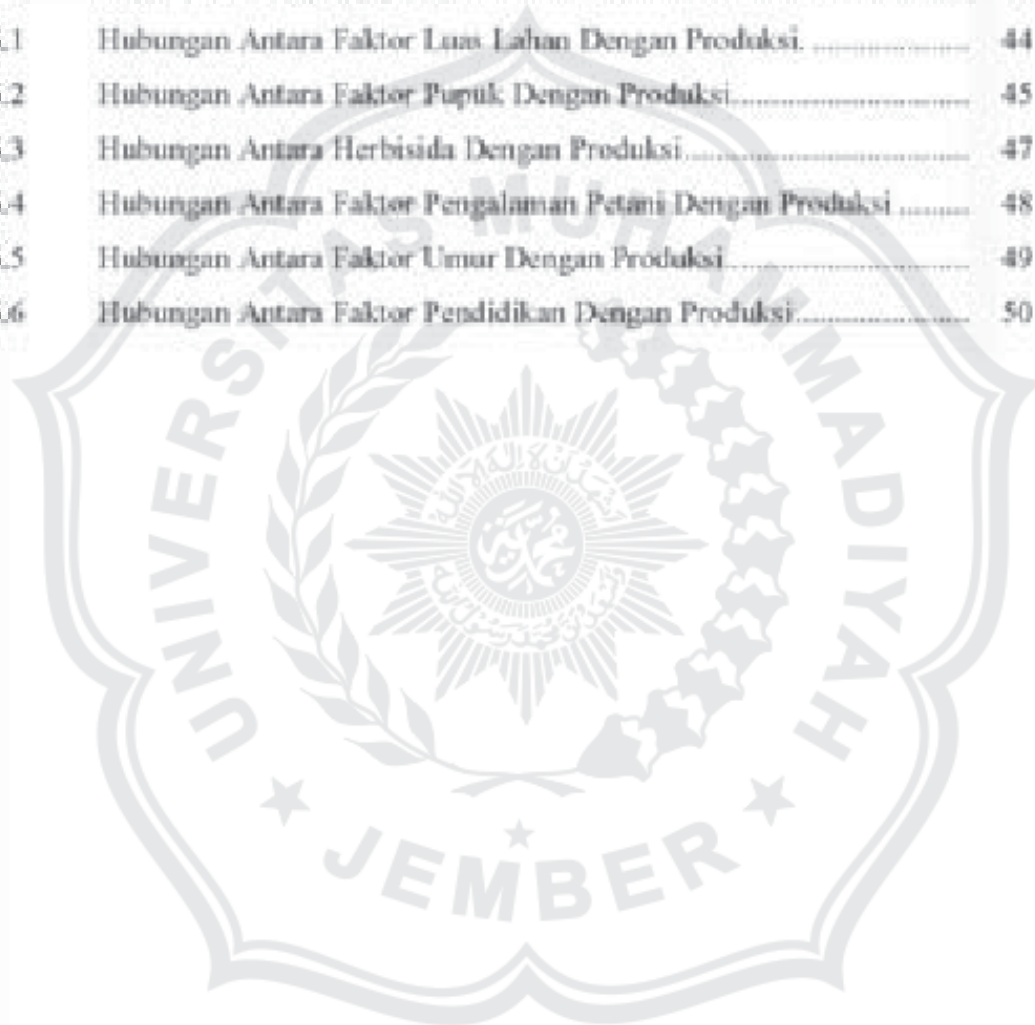 .1 Hubungan Antara Faktor Luas Lahan Dengan Produksi. .................... 44
.2 Hubungan Antara Faktor Pupuk Dengan Produksi.............................. 45
.3 Hubungan Antara Herbisida Dengan Produksi.................................... 47
.4 Hubungan Antara Faktor Pengalaman Petani Dengan Produksi ......... 48
.5 Hubungan Antara Faktor Umur Dengan Produksi............................... 49
.6 Hubungan Antara Faktor Pendidikan Dengan Produksi...................... 50
UNIVERSITAS MUHAMMADIYAH
JEMBER